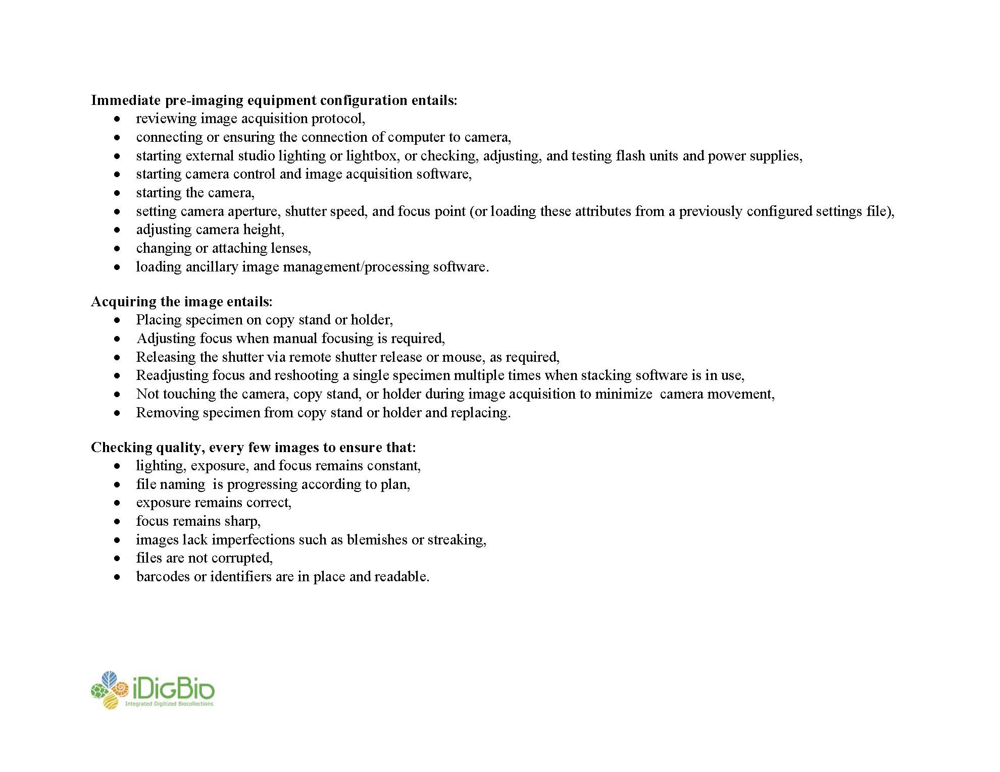 Immediate pre-imaging equipment configuration entails:
• reviewing image acquisition protocol,
• connecting or ensuring the connection of computer to camera,
• starting external studio lighting or lightbox, or checking, adjusting, and testing flash units and power supplies,
• starting camera control and image acquisition software,
• starting the camera,
• setting camera aperture, shutter speed, and focus point (or loading these attributes from a previously configured settings file),
• adjusting camera height,
• changing or attaching lenses,
• loading ancillary image management/processing software.
Acquiring the image entails:
• Placing specimen on copy stand or holder,
• Adjusting focus when manual focusing is required,
• Releasing the shutter via remote shutter release or mouse, as required,
• Readjusting focus and reshooting a single specimen multiple times when stacking software is in use,
• Not touching the camera, copy stand, or holder during image acquisition to minimize  camera movement,
• Removing specimen from copy stand or holder and replacing.
Checking quality, every few images to ensure that:
• lighting, exposure, and focus remains constant,
• file naming  is progressing according to plan,
• exposure remains correct,
• focus remains sharp,
• images lack imperfections such as blemishes or streaking,
• files are not corrupted,
• barcodes or identifiers are in place and readable.
iDigBio
Integrated Digitized Biocollections